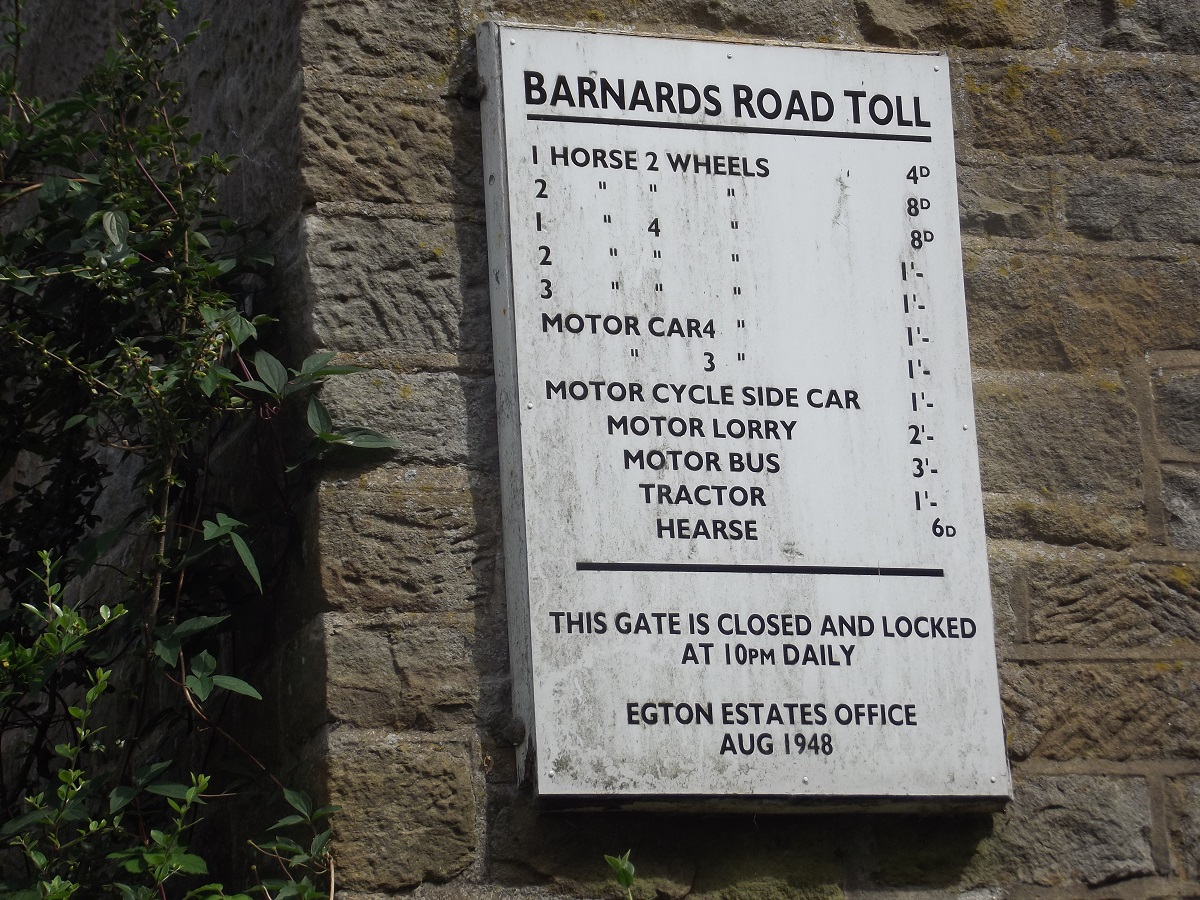 BARNARDS ROAD TOLL
1 HORSE 2 WHEELS 4D
2 " " " 8D
1 " 4 " 8D
2 " " " 1'-
3 " " " 1'-
MOTOR CAR 4 " 1'-
" 3 " 1'-
MOTOR CYCLE SIDE CAR 1'-
MOTOR LORRY 2'-
MOTOR BUS 3'-
TRACTOR 1'-
HEARSE 6D
THIS GATE IS CLOSED AND LOCKED
AT 10PM DAILY
EGTON ESTATES OFFICE
AUG 1948